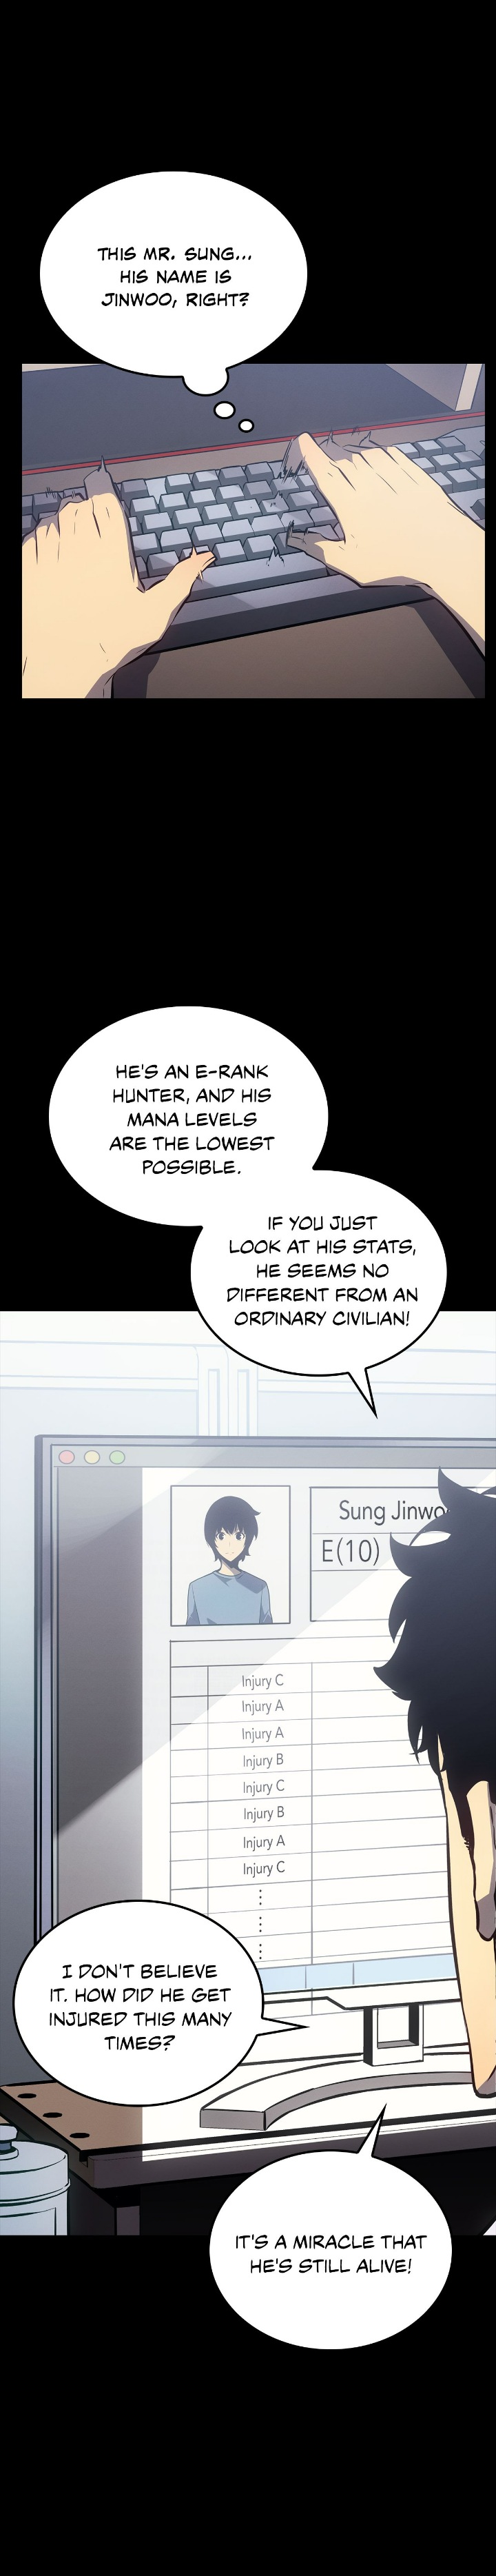 THIS MR. SUNG...
HIS NAME IS
JINWOO, RIGHT?
HE'S AN E-RANK
HUNTER, AND HIS
MANA LEVELS
ARE THE LOWEST
POSSIBLE.
IF YOU JUST
LOOK AT HIS STATS,
HE SEEMS NO
DIFFERENT FROM AN
ORDINARY CIVILIAN!
Sung Jinwo
E(10)
Injury C
Injury A
Injury A
Injury B
Injury C
Injury B
Injury A
Injury C
I DON'T BELIEVE
IT. HOW DID HE GET
INJURED THIS MANY
TIMES?
IT'S A MIRACLE THAT
HE'S STILL ALIVE!